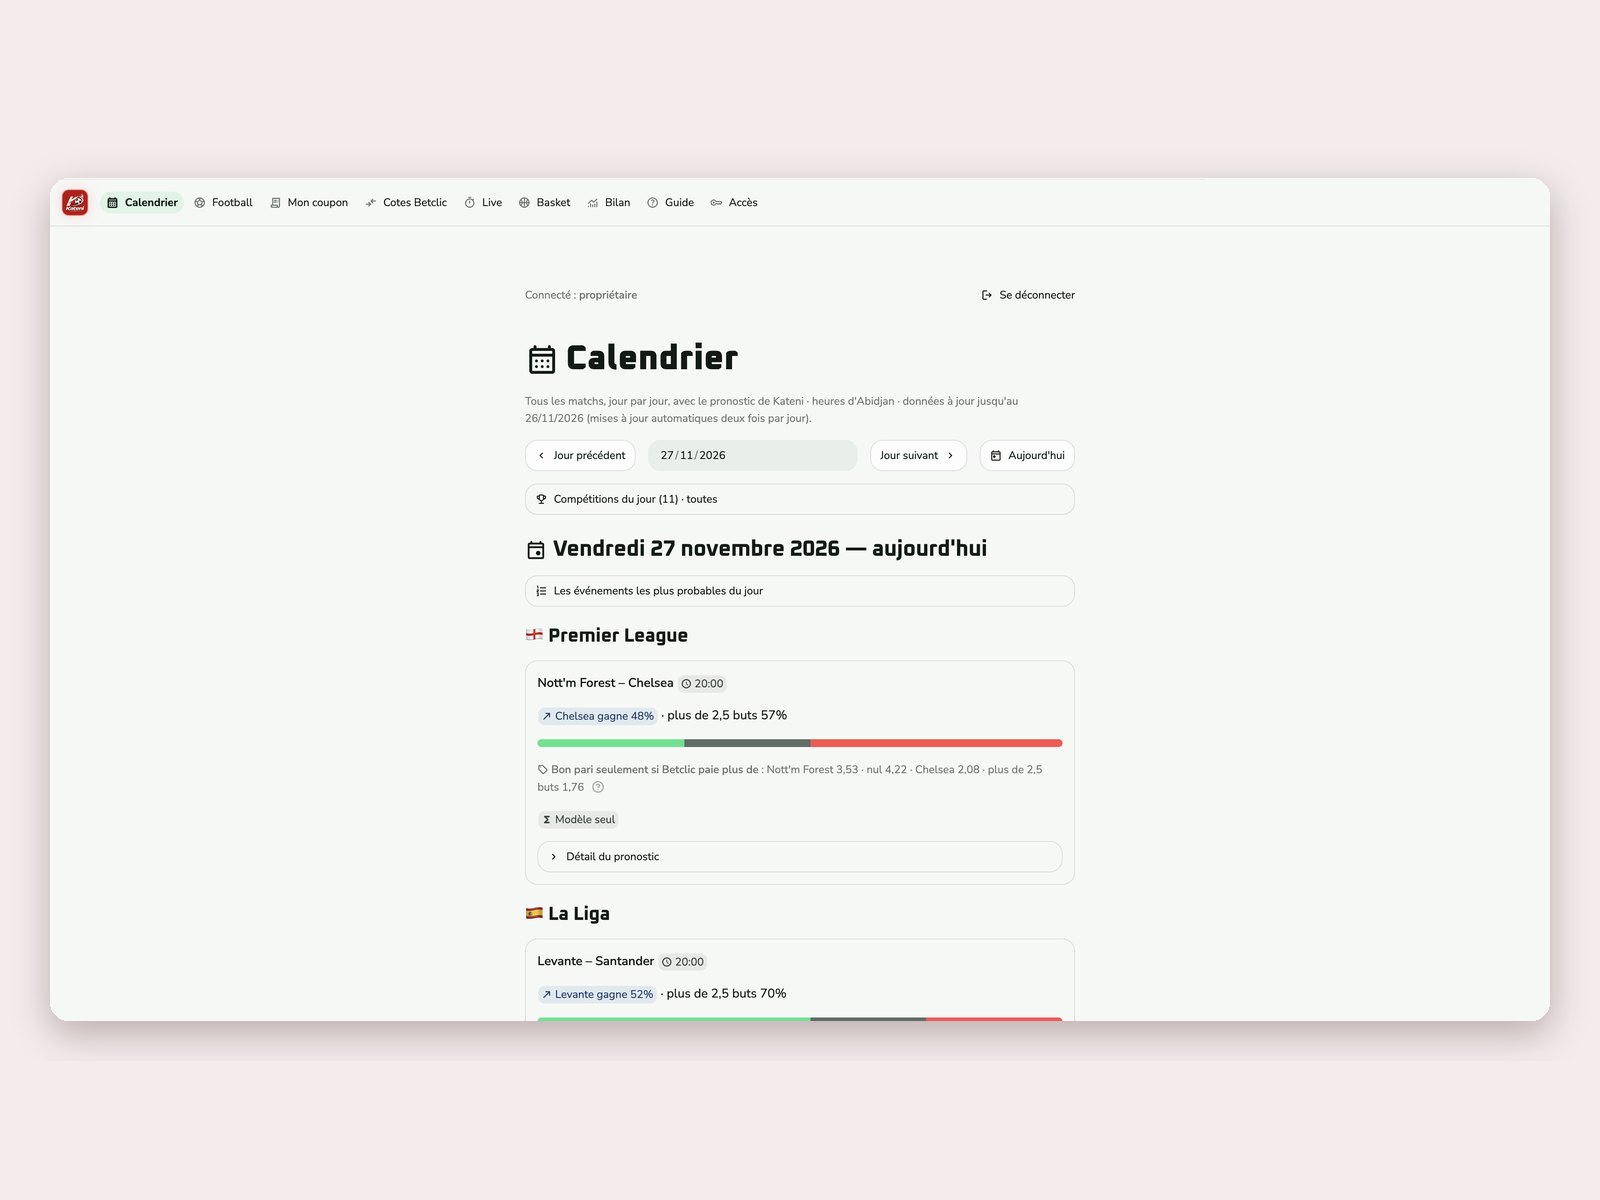 Kateni
Calendrier
Football
Mon coupon
Cotes Betclic
Live
Basket
Bilan
Guide
Accès
Connecté : propriétaire
Se déconnecter
Calendrier
Tous les matchs, jour par jour, avec le pronostic de Kateni · heures d'Abidjan · données à jour jusqu'au
26/11/2026 (mises à jour automatiques deux fois par jour).
Jour précédent
27/11/2026
Jour suivant
Aujourd'hui
Compétitions du jour (11) · toutes
Vendredi 27 novembre 2026 — aujourd'hui
Les événements les plus probables du jour
Premier League
Nott'm Forest – Chelsea 20:00
Chelsea gagne 48% · plus de 2,5 buts 57%
Bon pari seulement si Betclic paie plus de : Nott'm Forest 3,53 · nul 4,22 · Chelsea 2,08 · plus de 2,5
buts 1,76
Modèle seul
Détail du pronostic
La Liga
Levante – Santander 20:00
Levante gagne 52% · plus de 2,5 buts 70%